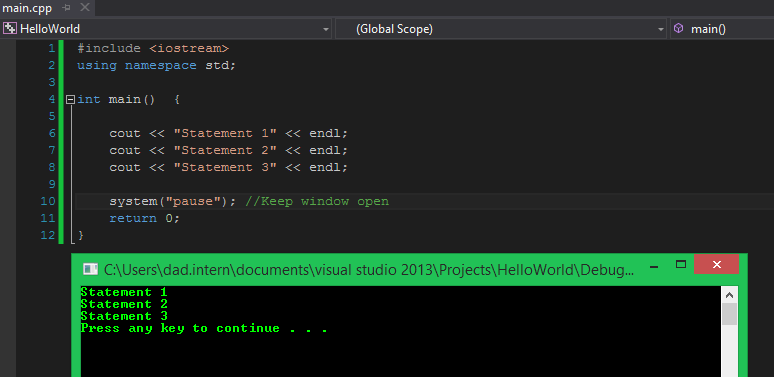 main.cpp
HelloWorld (Global Scope) main()
1 #include <iostream>
2 using namespace std;
3
4 int main()  {
5
6     cout << "Statement 1" << endl;
7     cout << "Statement 2" << endl;
8     cout << "Statement 3" << endl;
9
10     system("pause"); //Keep window open
11     return 0;
12 }
C:\Users\dad.intern\documents\visual studio 2013\Projects\HelloWorld\Debug...
Statement 1
Statement 2
Statement 3
Press any key to continue . . .